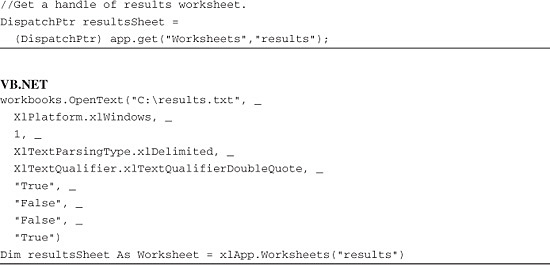 //Get a handle of results worksheet.
DispatchPtr resultsSheet =
(DispatchPtr) app.get("Worksheets","results");
VB.NET
workbooks.OpenText("C:\results.txt", _
XlPlatform.xlWindows, _
1, _
XlTextParsingType.xlDelimited, _
XlTextQualifier.xlTextQualifierDoubleQuote, _
"True", _
"False", _
"False", _
"True")
Dim resultsSheet As Worksheet = xlApp.Worksheets("results")